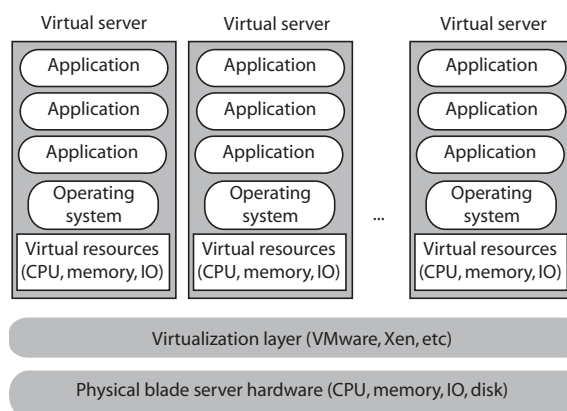 Virtual server
Application
Application
Application
Operating
system
Virtual resources
(CPU, memory, IO)
Virtual server
Application
Application
Application
Operating
system
Virtual resources
(CPU, memory, IO)
...
Virtual server
Application
Application
Application
Operating
system
Virtual resources
(CPU, memory, IO)
Virtualization layer (VMware, Xen, etc)
Physical blade server hardware (CPU, memory, IO, disk)